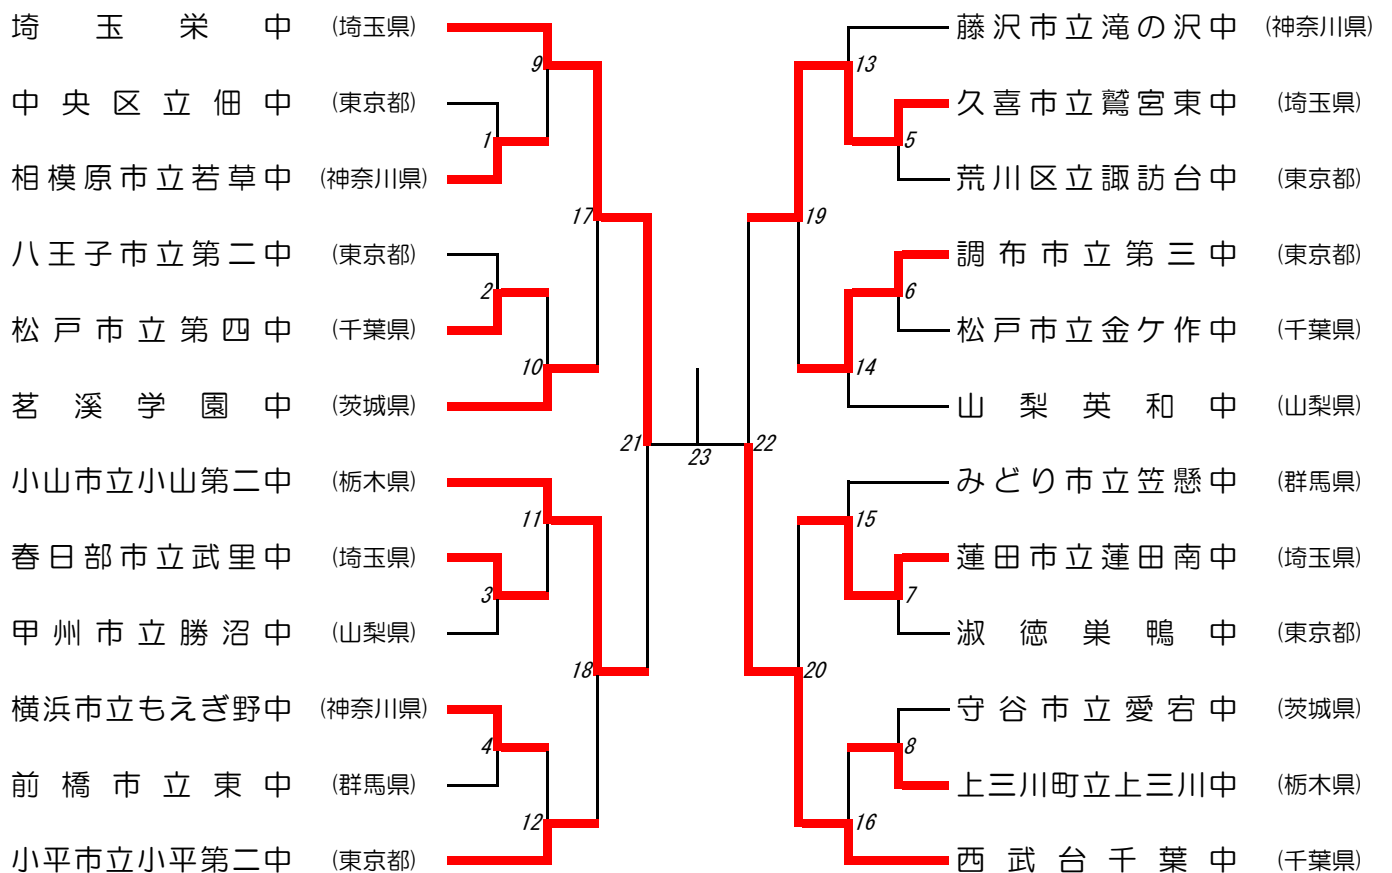 埼玉栄中 (埼玉県)
中央区立佃中 (東京都)
相模原市立若草中 (神奈川県)
八王子市立第二中 (東京都)
松戸市立第四中 (千葉県)
茗溪学園中 (茨城県)
小山市立小山第二中 (栃木県)
春日部市立武里中 (埼玉県)
甲州市立勝沼中 (山梨県)
横浜市立もえぎ野中 (神奈川県)
前橋市立東中 (群馬県)
小平市立小平第二中 (東京都)
9
1
17
2
10
21
11
3
18
4
12
23
13
5
19
6
14
22
15
7
20
8
16
藤沢市立滝の沢中 (神奈川県)
久喜市立鷲宮東中 (埼玉県)
荒川区立諏訪台中 (東京都)
調布市立第三中 (東京都)
松戸市立金ケ作中 (千葉県)
山梨英和中 (山梨県)
みどり市立笠懸中 (群馬県)
蓮田市立蓮田南中 (埼玉県)
淑徳巣鴨中 (東京都)
守谷市立愛宕中 (茨城県)
上三川町立上三川中 (栃木県)
西武台千葉中 (千葉県)